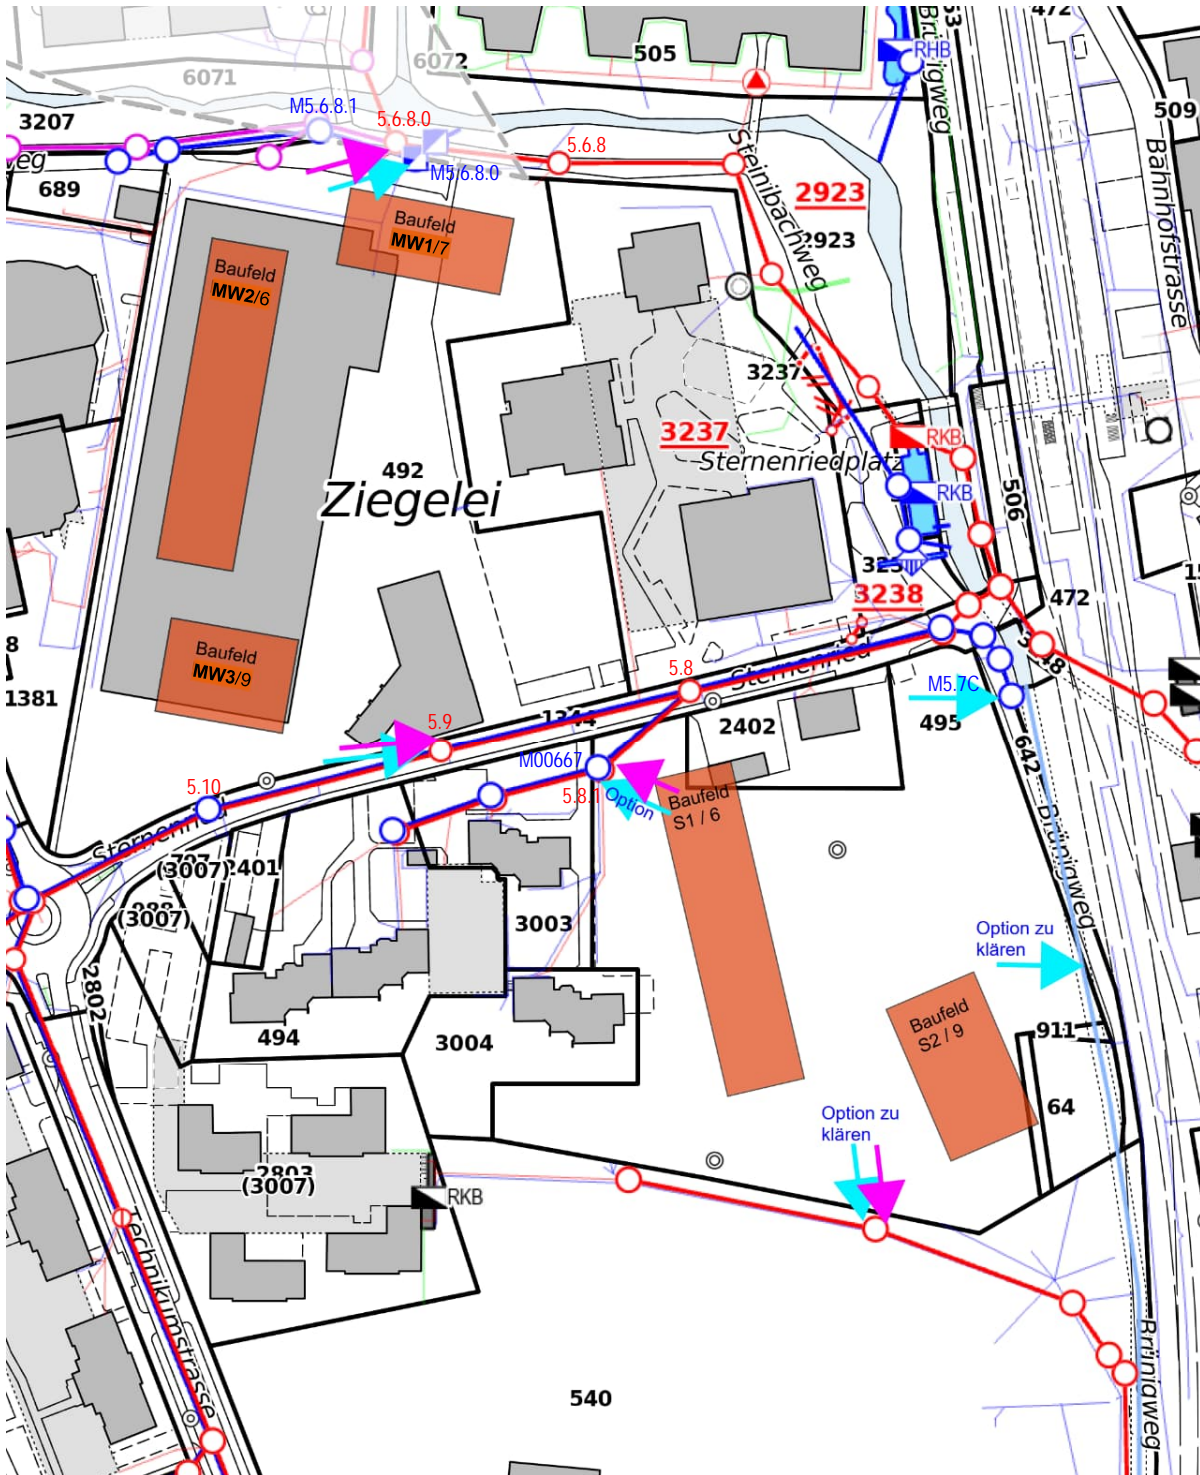 472
505
6072
6071
RHB
Brünigweg
509
3207
M5.6.8.1
5.6.8.0
5.6.8
M5.6.8.0
689
Steinibachweg
2923
2923
Bahnhofstrasse
Baufeld
MW1/7
Baufeld
MW2/6
3237
3237
RKB
Sternenriedplatz
492
Ziegelei
RKB
506
3238
472
Baufeld
MW3/9
1381
5.8
Sternenried
M5.7C
495
5.9
1344
2402
642
M00667
5.10
5.8.1
Option
Baufeld
S1 / 6
Sternenried
Brünigweg
(3007)
2401
(3007)
3003
Option zu
klären
2802
Baufeld
S2 / 9
494
3004
911
64
Option zu
klären
2803
(3007)
RKB
Technikumstrasse
Brünigweg
540